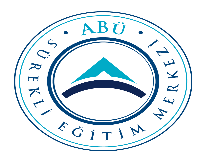 • ABÜ •
SÜREKLİ EĞİTİM MERKEZİ